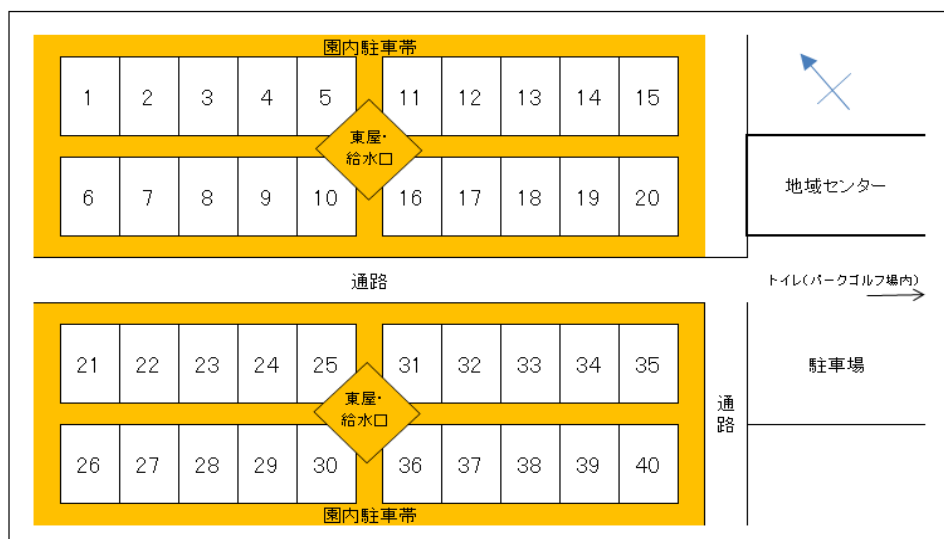 園内駐車帯
1 2 3 4 5 11 12 13 14 15
東屋・
給水口
地域センター
6 7 8 9 10 16 17 18 19 20
通路
トイレ(パークゴルフ場内)
21 22 23 24 25 31 32 33 34 35
駐車場
東屋・
給水口
通
路
26 27 28 29 30 36 37 38 39 40
園内駐車帯